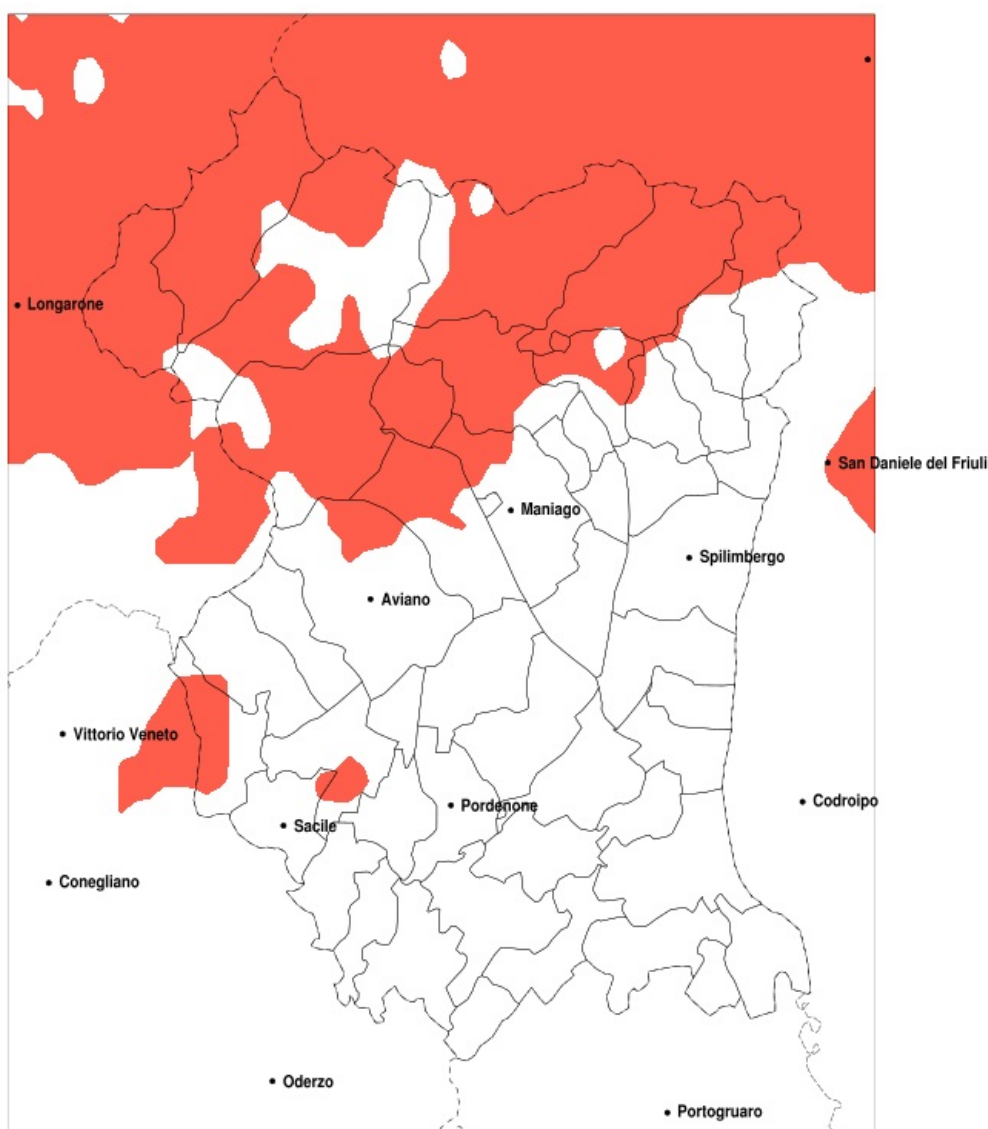 Longarone
San Daniele del Friuli
Maniago
Spilimbergo
Aviano
Vittorio Veneto
Codroipo
Pordenone
Sacile
Conegliano
Oderzo
Portogruaro